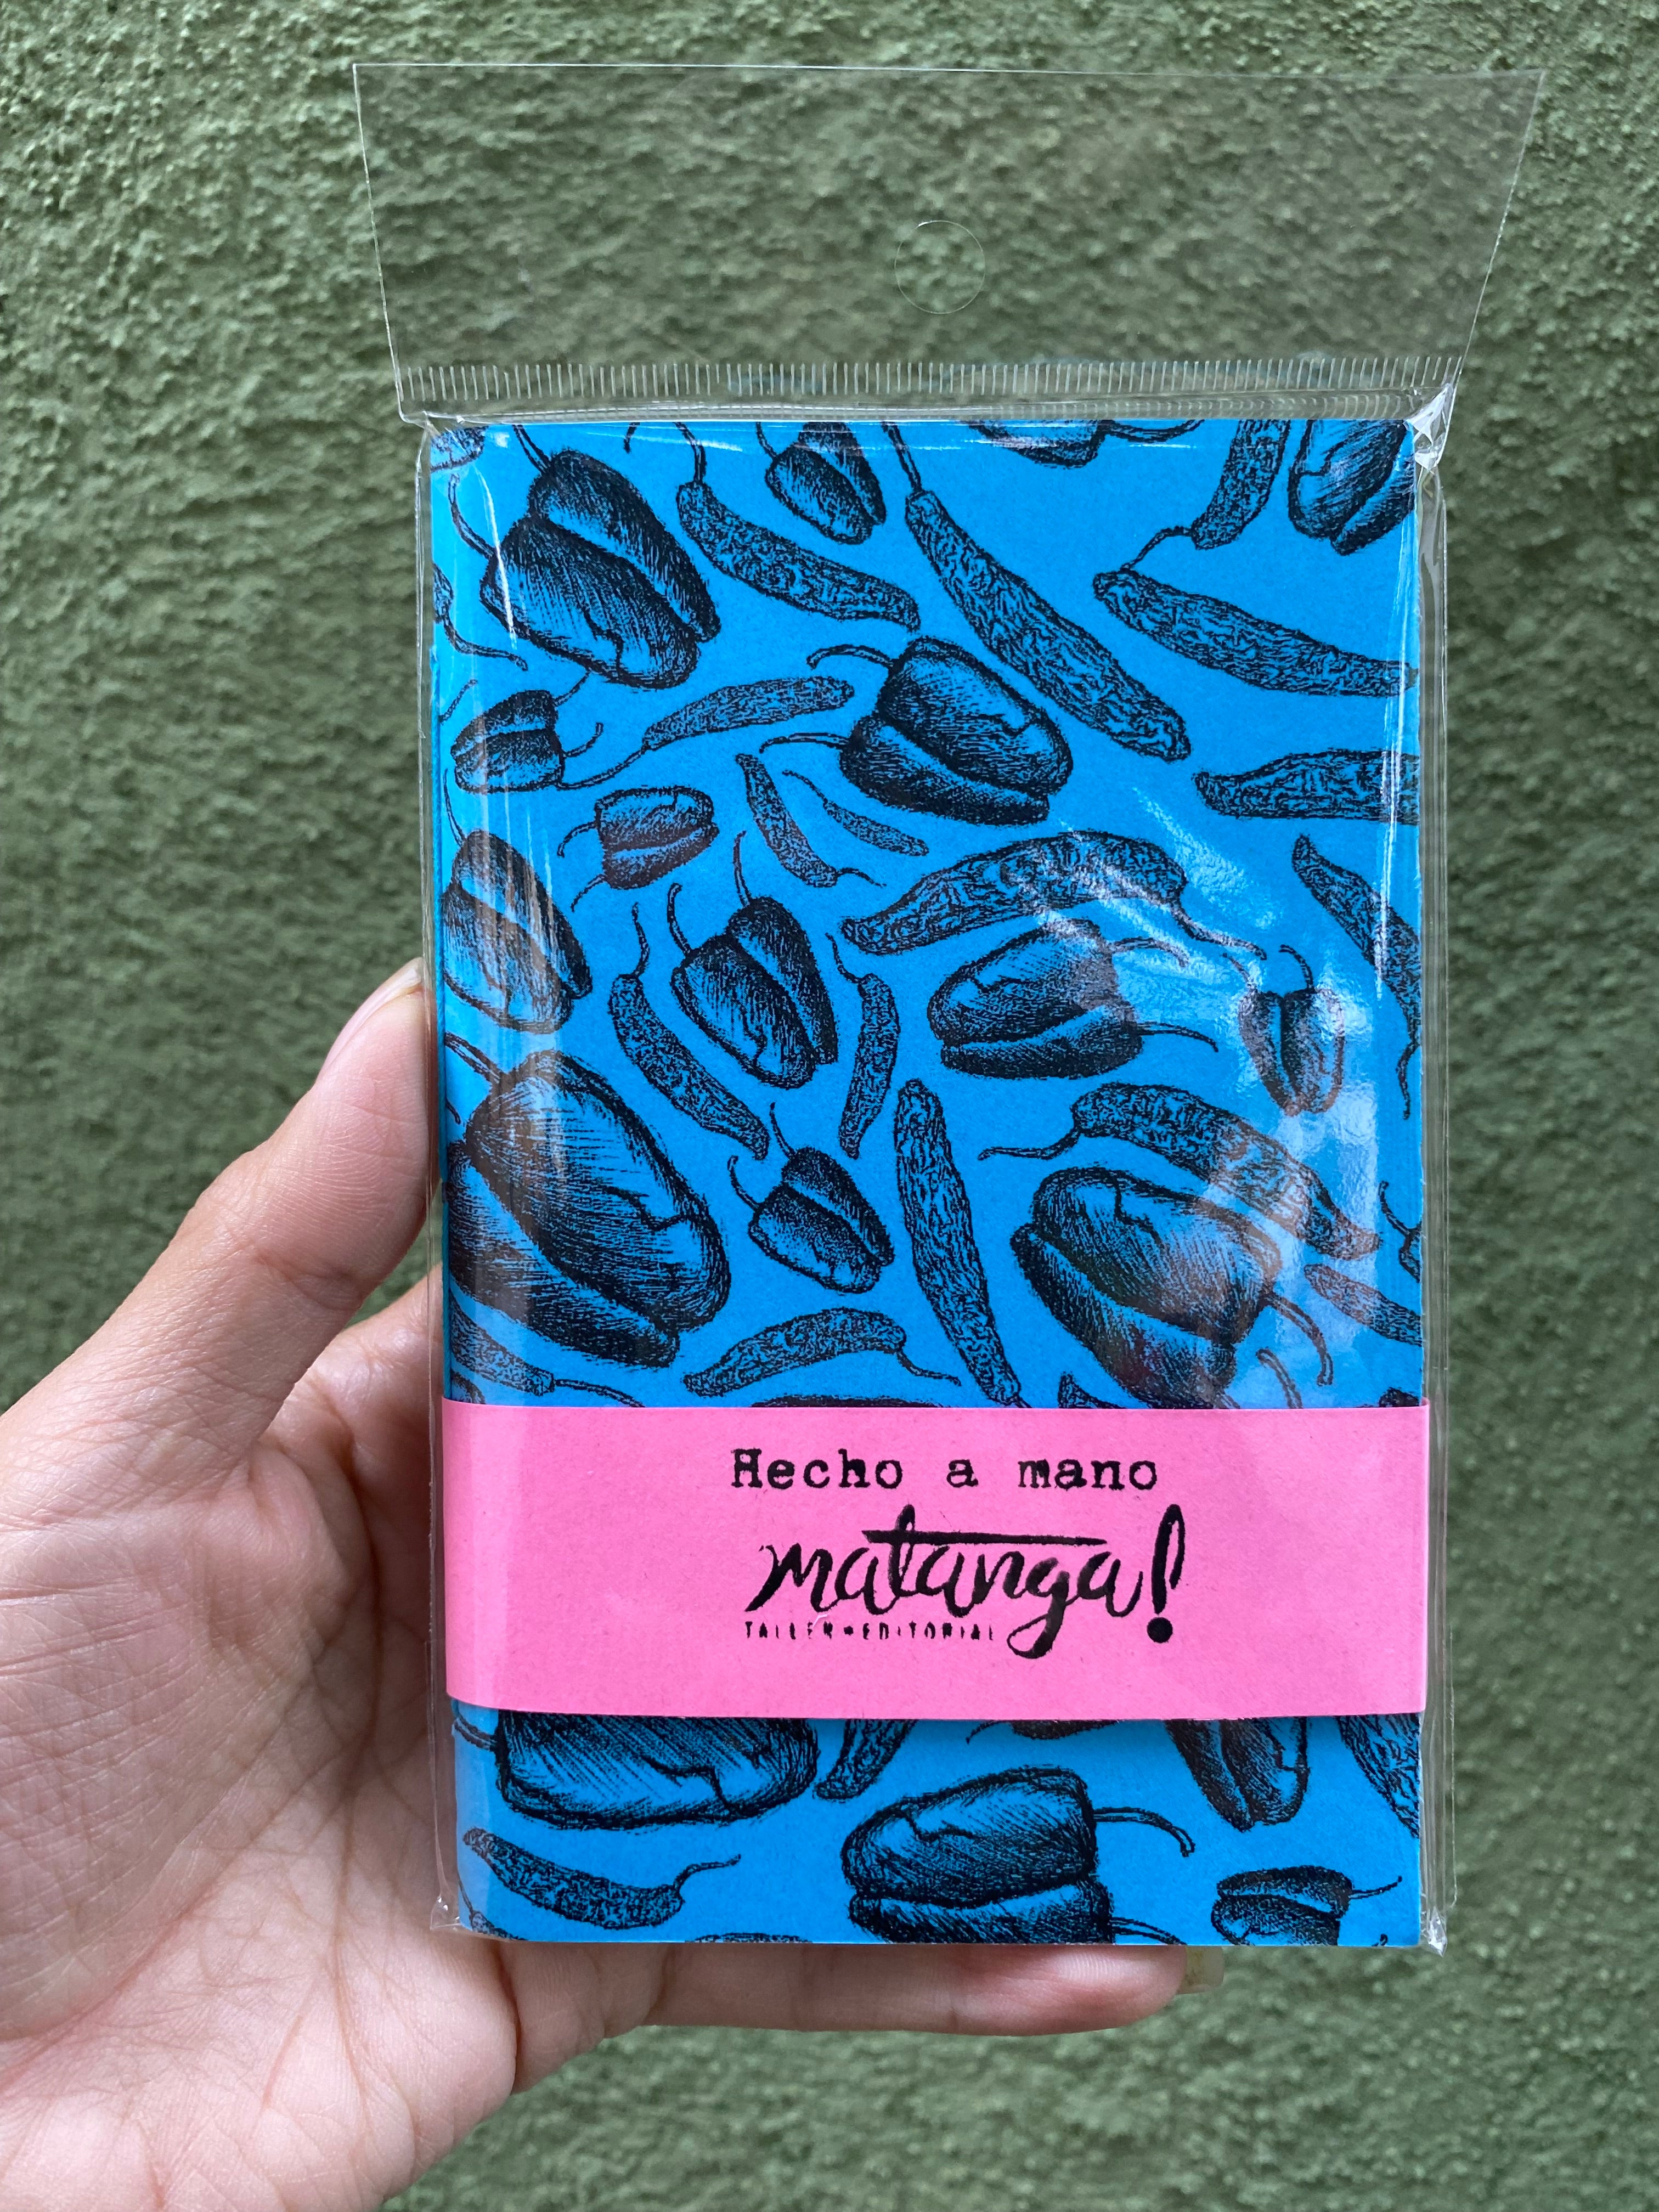 Hecho a mano
matanga!
TALLER • EDITORIAL